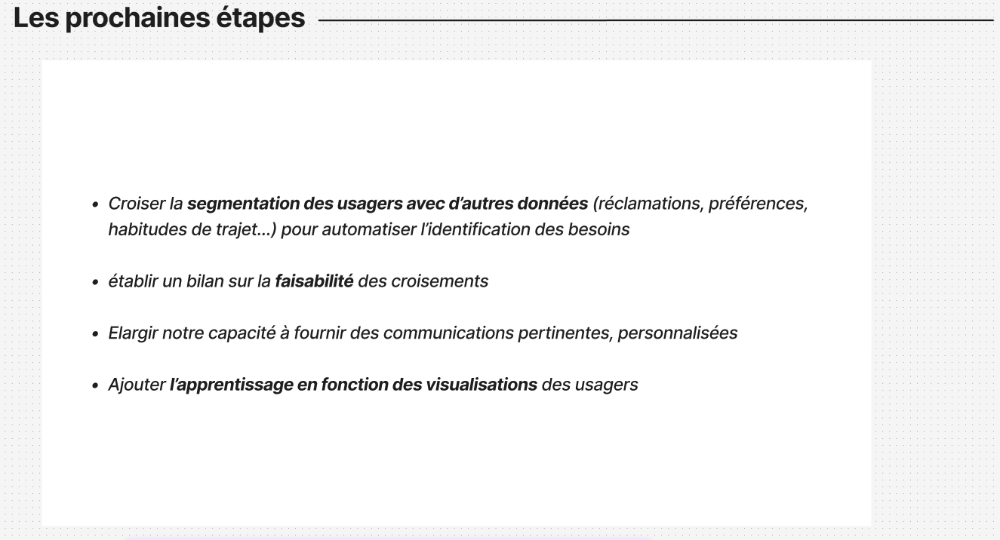 Les prochaines étapes
• Croiser la segmentation des usagers avec d’autres données (réclamations, préférences,
habitudes de trajet...) pour automatiser l’identification des besoins
• établir un bilan sur la faisabilité des croisements
• Elargir notre capacité à fournir des communications pertinentes, personnalisées
• Ajouter l’apprentissage en fonction des visualisations des usagers